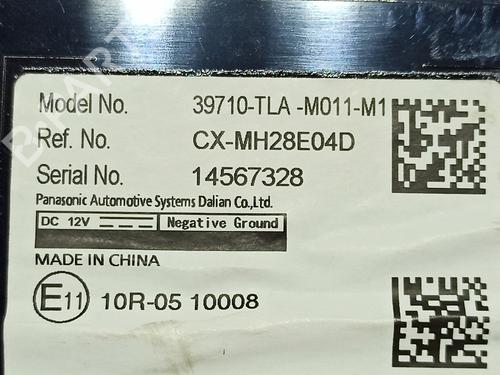 B-PARTS
Model No. 39710-TLA -M011-M1
Ref. No. CX-MH28E04D
Serial No. 14567328
Panasonic Automotive Systems Dalian Co.,Ltd.
DC 12V Negative Ground
MADE IN CHINA
E11 10R-05 10008